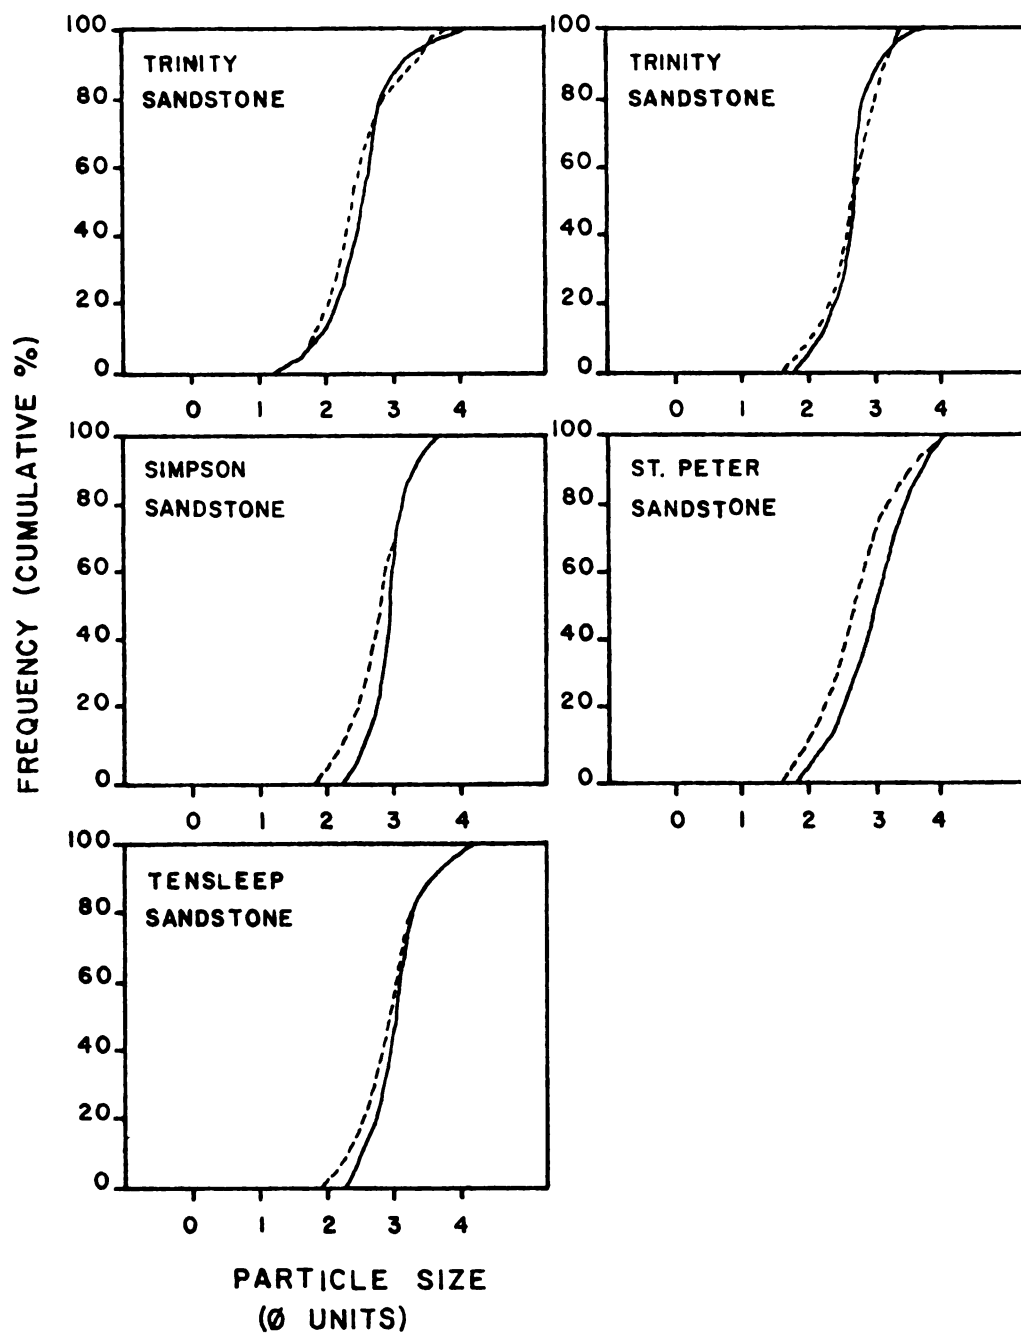 FREQUENCY (CUMULATIVE %)
TRINITY
SANDSTONE
100
80
60
40
20
0
0 1 2 3 4
TRINITY
SANDSTONE
100
80
60
40
20
0
0 1 2 3 4 5
SIMPSON
SANDSTONE
100
80
60
40
20
0
0 1 2 3 4
ST. PETER
SANDSTONE
100
80
60
40
20
0
0 1 2 3 4
TENSLEEP
SANDSTONE
100
80
60
40
20
0
0 1 2 3 4
PARTICLE SIZE
(Ø UNITS)